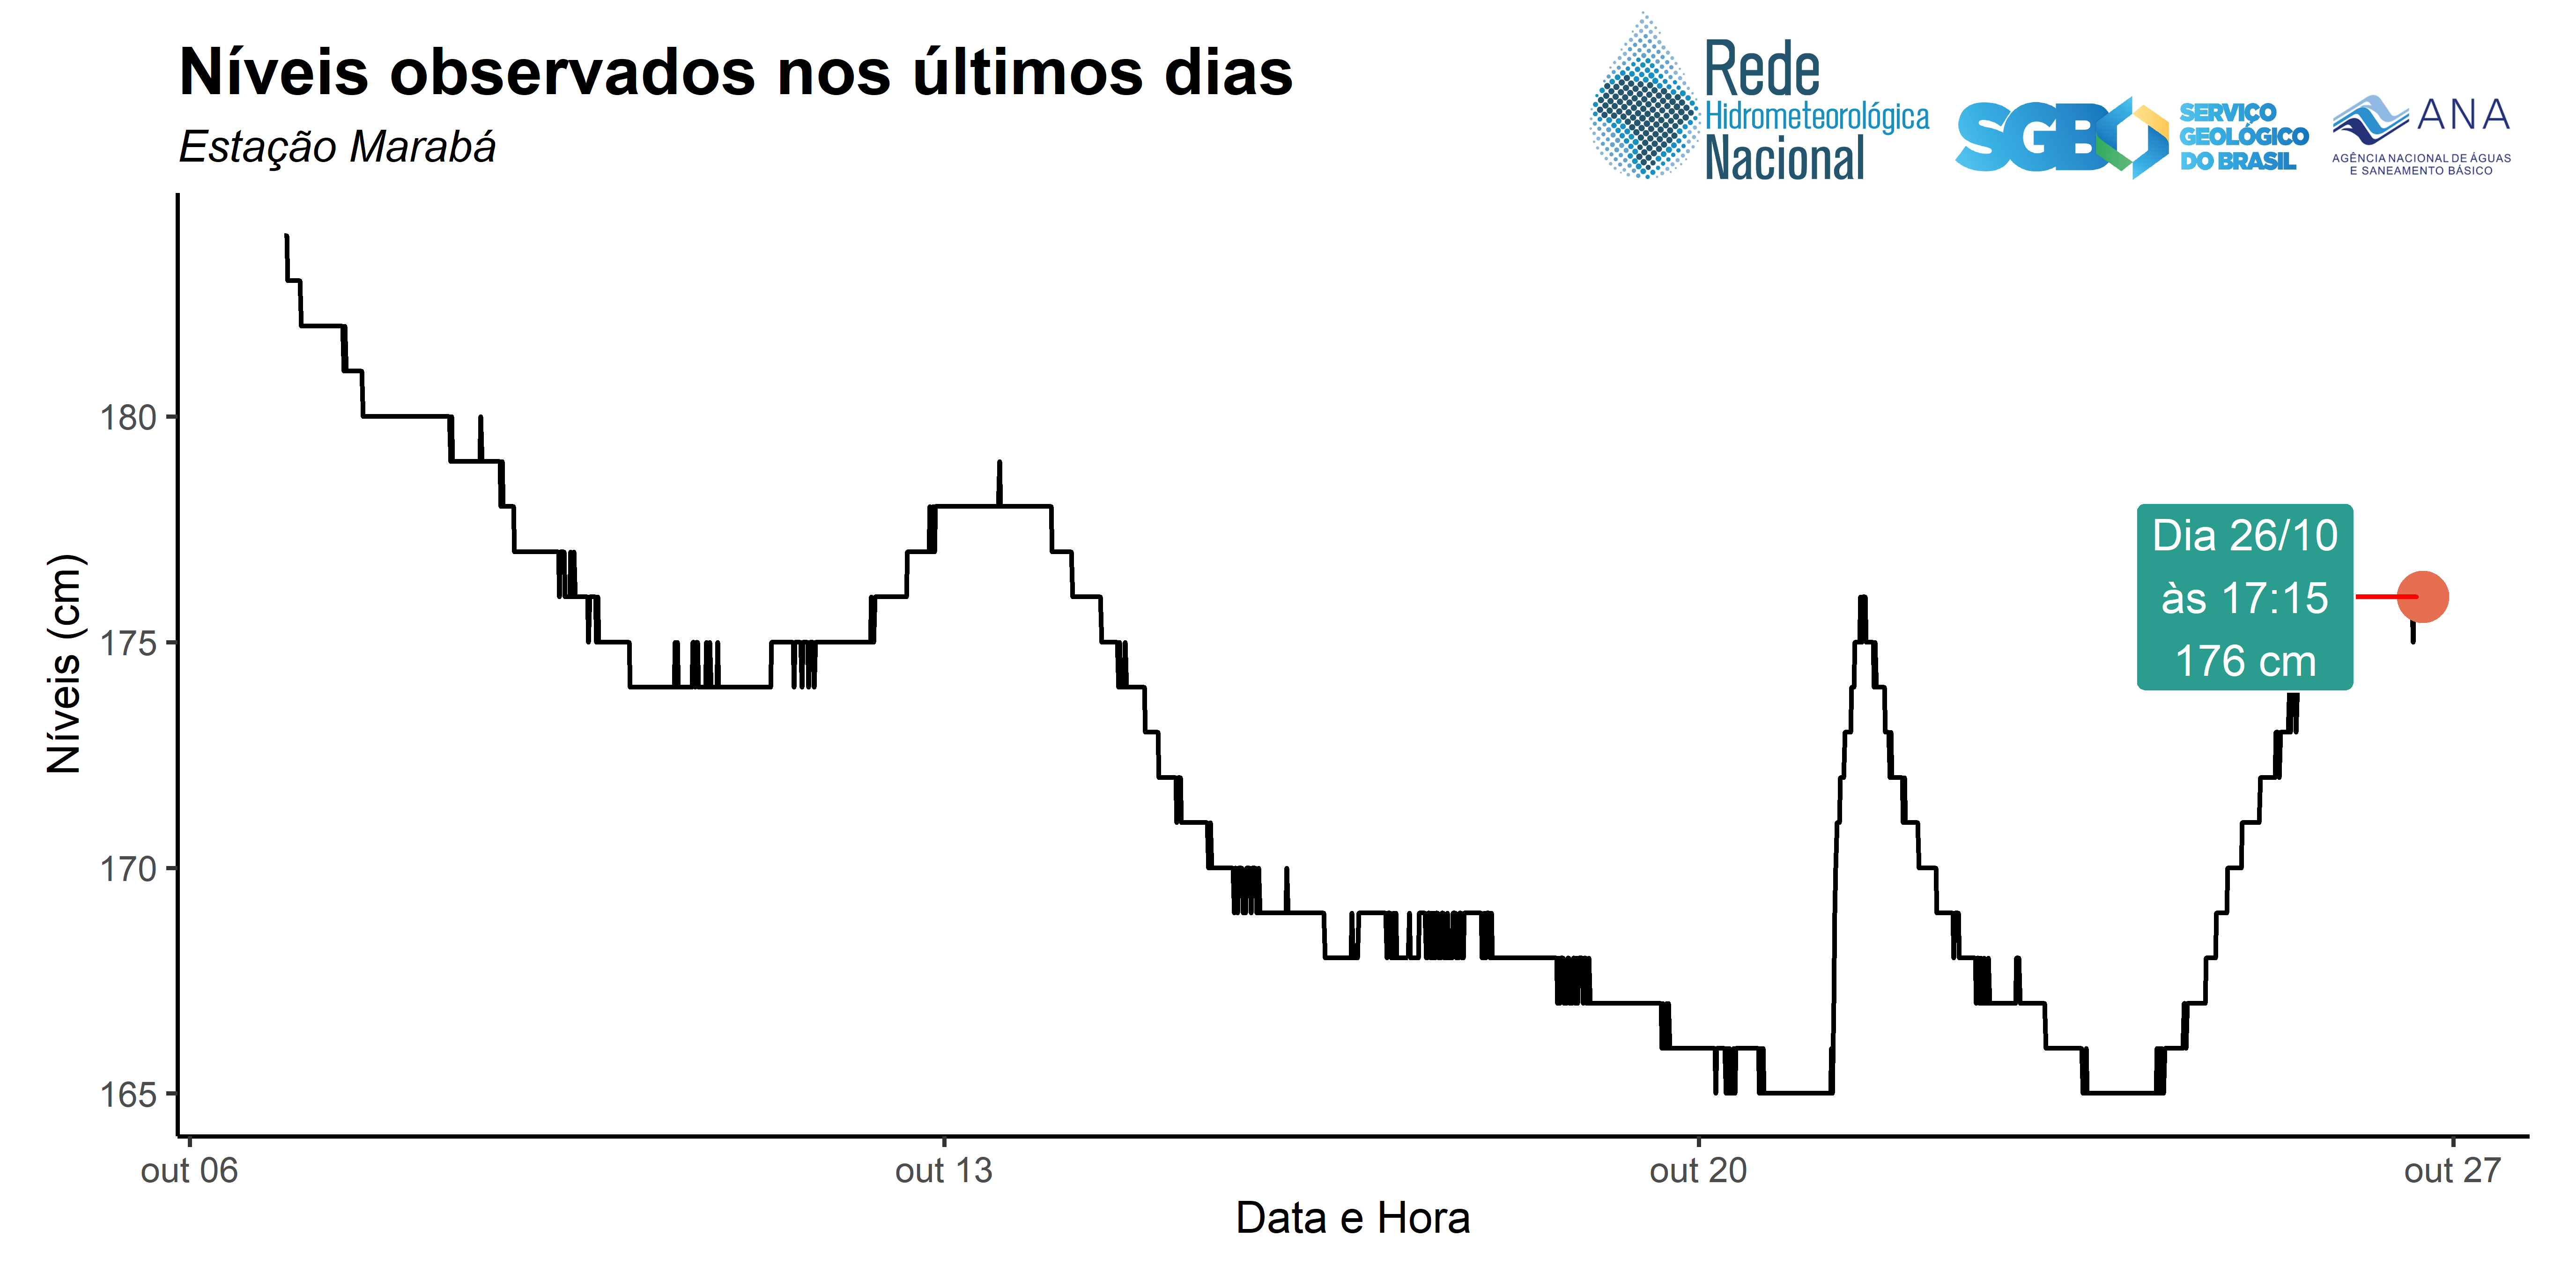 Níveis observados nos últimos dias
Estação Marabá
Rede
Hidrometeorológica
Nacional
SGB
SERVIÇO
GEOLÓGICO
DO BRASIL
ANA
AGÊNCIA NACIONAL DE ÁGUAS
E SANEAMENTO BÁSICO
Níveis (cm)
180
175
170
165
Dia 26/10
às 17:15
176 cm
out 06
out 13
out 20
out 27
Data e Hora